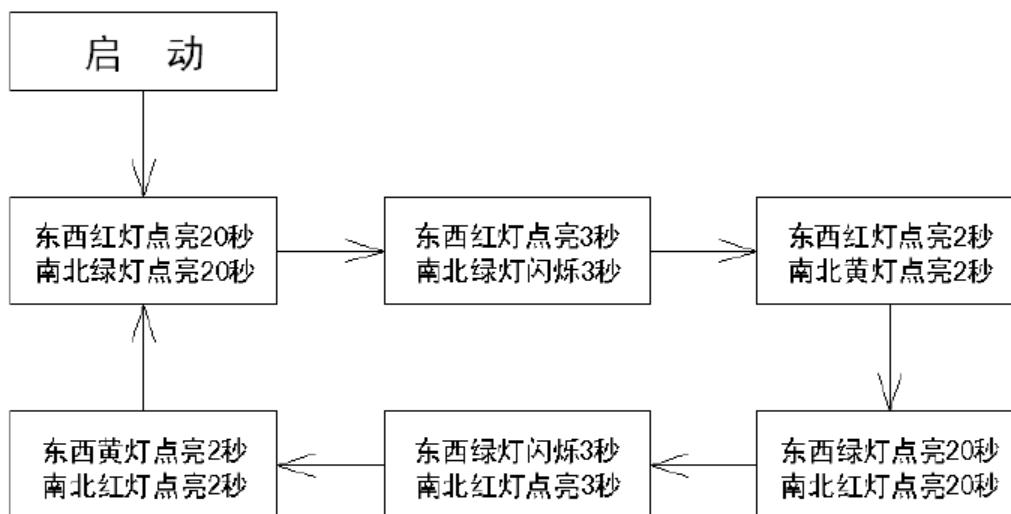 启 动
东西红灯点亮20秒
南北绿灯点亮20秒
东西红灯点亮3秒
南北绿灯闪烁3秒
东西红灯点亮2秒
南北黄灯点亮2秒
东西黄灯点亮2秒
南北红灯点亮2秒
东西绿灯闪烁3秒
南北红灯点亮3秒
东西绿灯点亮20秒
南北红灯点亮20秒